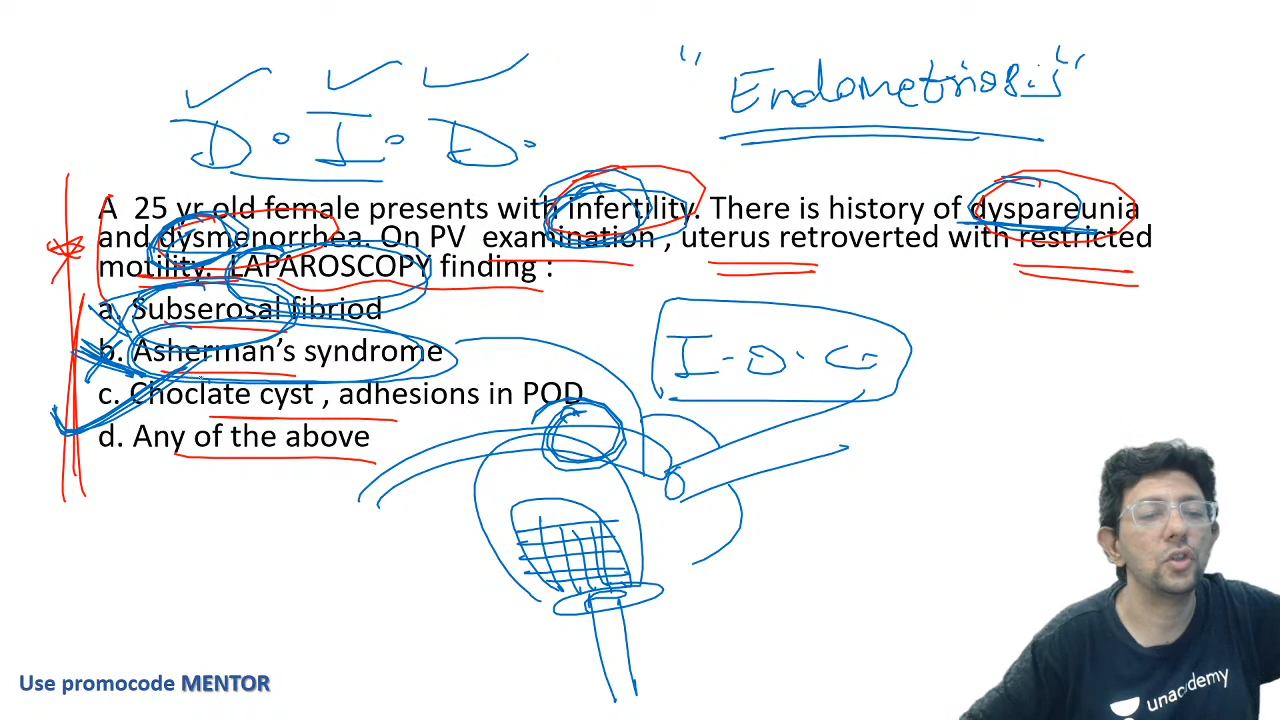 "Endometriosis"
D. I. D.
A 25 yr old female presents with infertility. There is history of dyspareunia
and dysmenorrhea. On PV examination , uterus retroverted with restricted
motility. LAPAROSCOPY finding :
a. Subserosal fibriod
b. Asherman's syndrome
c. Choclate cyst , adhesions in POD
d. Any of the above
I.O.C
Use promocode MENTOR
unacademy